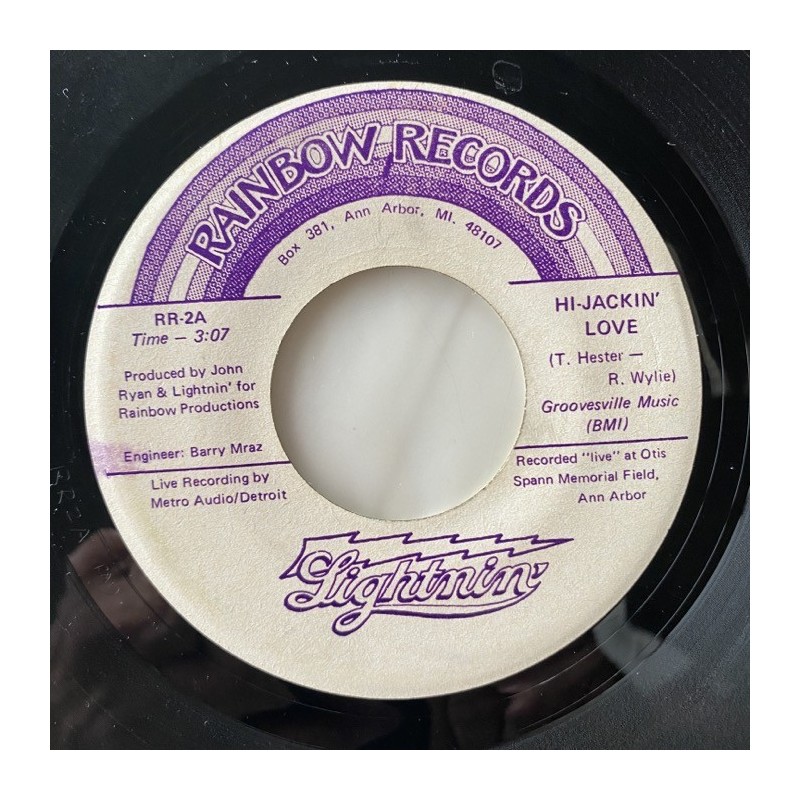 RAINBOW RECORDS
Box 381, Ann Arbor, MI. 48107
RR-2A
Time — 3:07
Produced by John
Ryan & Lightnin' for
Rainbow Productions
Engineer: Barry Mraz
Live Recording by
Metro Audio/Detroit
HI-JACKIN'
LOVE
(T. Hester —
R. Wylie)
Groovesville Music
(BMI)
Recorded "live" at Otis
Spann Memorial Field,
Ann Arbor
Lightnin'
RR2A